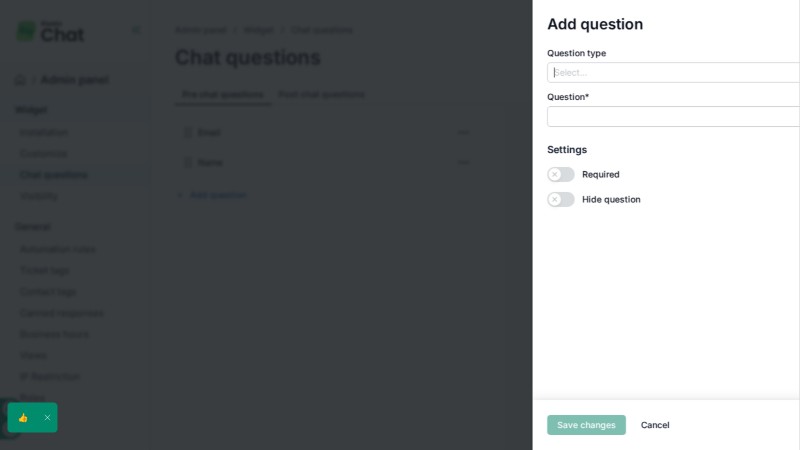 Chat
Admin panel
Admin panel / Widget / Chat questions
Chat questions
Pre chat questions
Post chat questions
Email
Name
Add question
Widget
Installation
Customize
Chat questions
Visibility
General
Automation rules
Ticket tags
Contact tags
Canned responses
Business hours
Views
IP Restriction
Add question
Question type
Select...
Question*
Settings
Required
Hide question
Save changes
Cancel